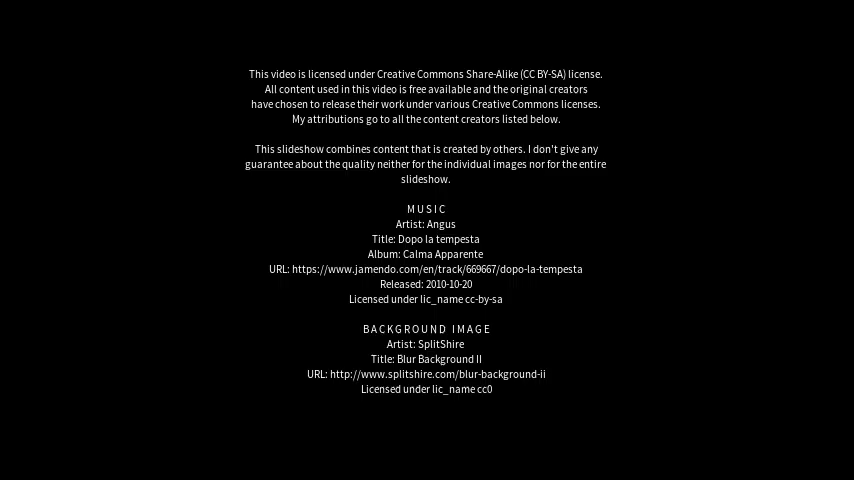 This video is licensed under Creative Commons Share-Alike (CC BY-SA) license.
All content used in this video is free available and the original creators
have chosen to release their work under various Creative Commons licenses.
My attributions go to all the content creators listed below.
This slideshow combines content that is created by others. I don't give any
guarantee about the quality neither for the individual images nor for the entire
slideshow.
MUSIC
Artist: Angus
Title: Dopo la tempesta
Album: Calma Apparente
URL: https://www.jamendo.com/en/track/669667/dopo-la-tempesta
Released: 2010-10-20
Licensed under lic_name cc-by-sa
BACKGROUND IMAGE
Artist: SplitShire
Title: Blur Background II
URL: http://www.splitshire.com/blur-background-ii
Licensed under lic_name cc0